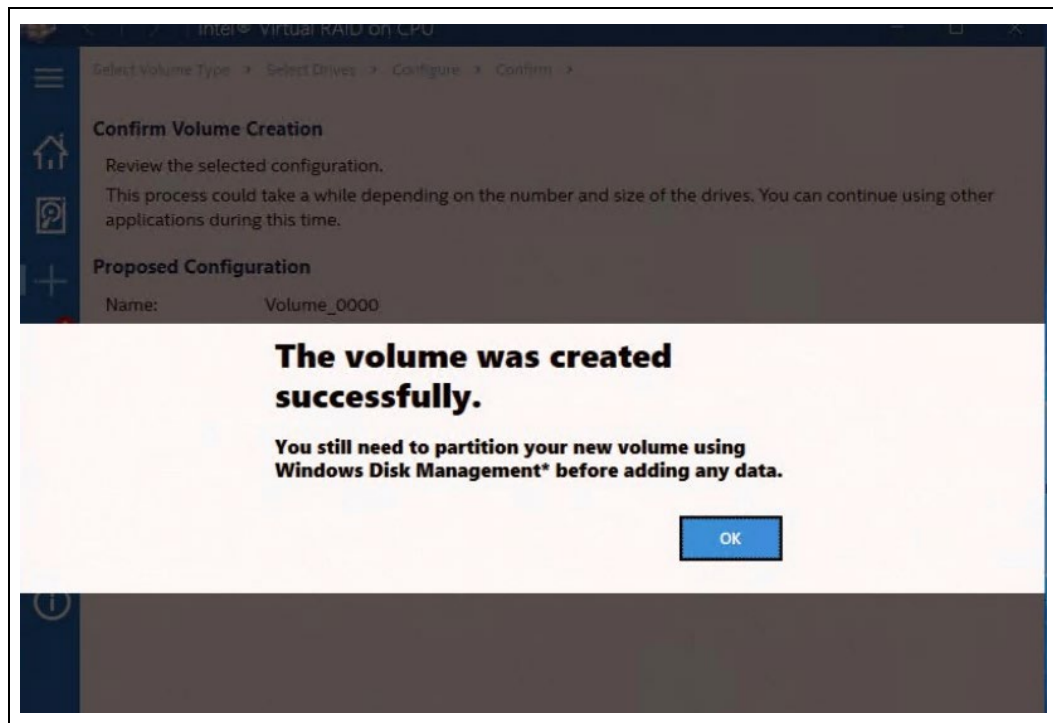 Intel® Virtual RAID on CPU
Select Volume Type > Select Drives > Configure > Confirm >
Confirm Volume Creation
Review the selected configuration.
This process could take a while depending on the number and size of the drives. You can continue using other
applications during this time.
Proposed Configuration
Name: Volume_0000
The volume was created
successfully.
You still need to partition your new volume using
Windows Disk Management* before adding any data.
OK